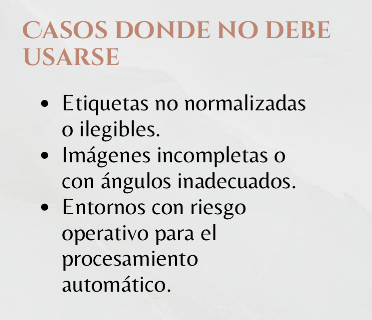 Casos donde no debe
usarse
• Etiquetas no normalizadas
o ilegibles.
• Imágenes incompletas o
con ángulos inadecuados.
• Entornos con riesgo
operativo para el
procesamiento
automático.